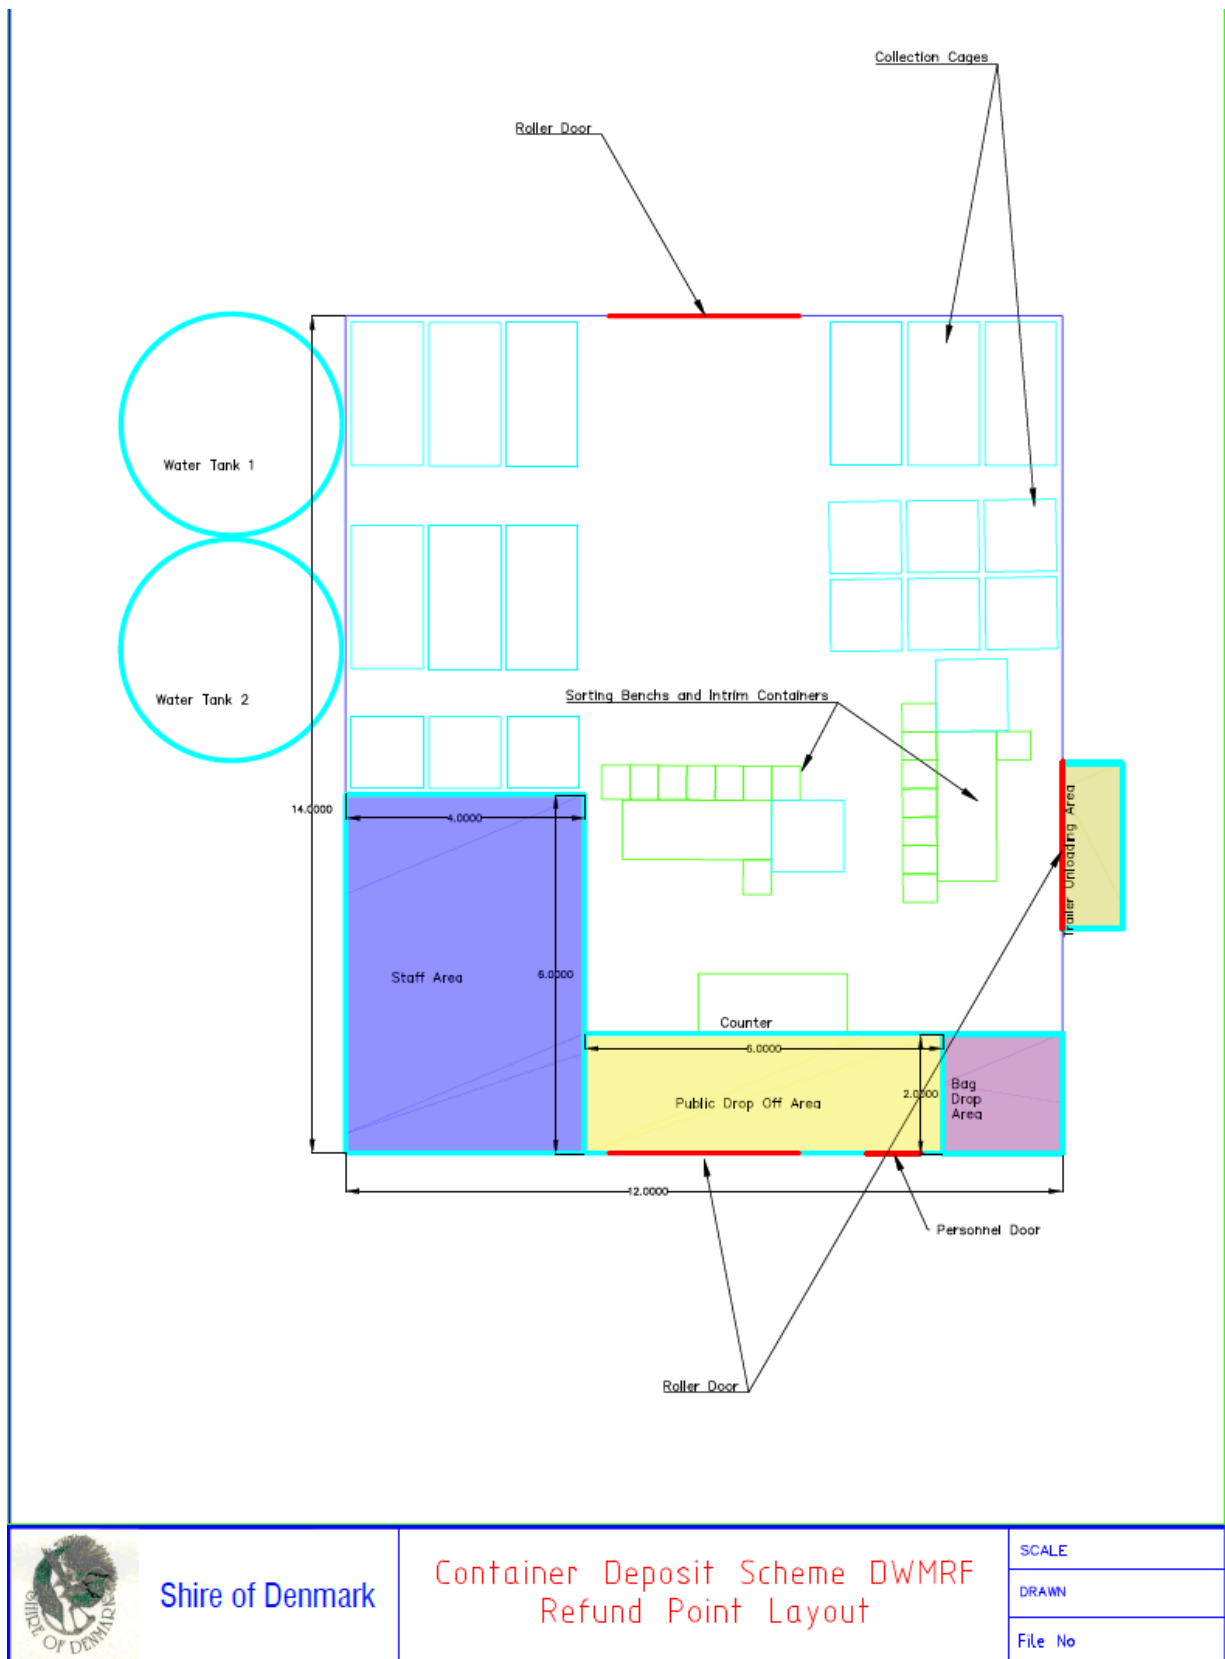 Collection Cages
Roller Door
Water Tank 1
Water Tank 2
Sorting Benchs and Intrim Containers
14.0000
4.0000
Trailer Unloading Area
Staff Area
6.0000
Counter
6.0000
Public Drop Off Area
2.0000
Bag
Drop
Area
12.0000
Personnel Door
Roller Door
SHIRE OF DENMARK
Shire of Denmark
Container Deposit Scheme DWMRF
Refund Point Layout
SCALE
DRAWN
File No